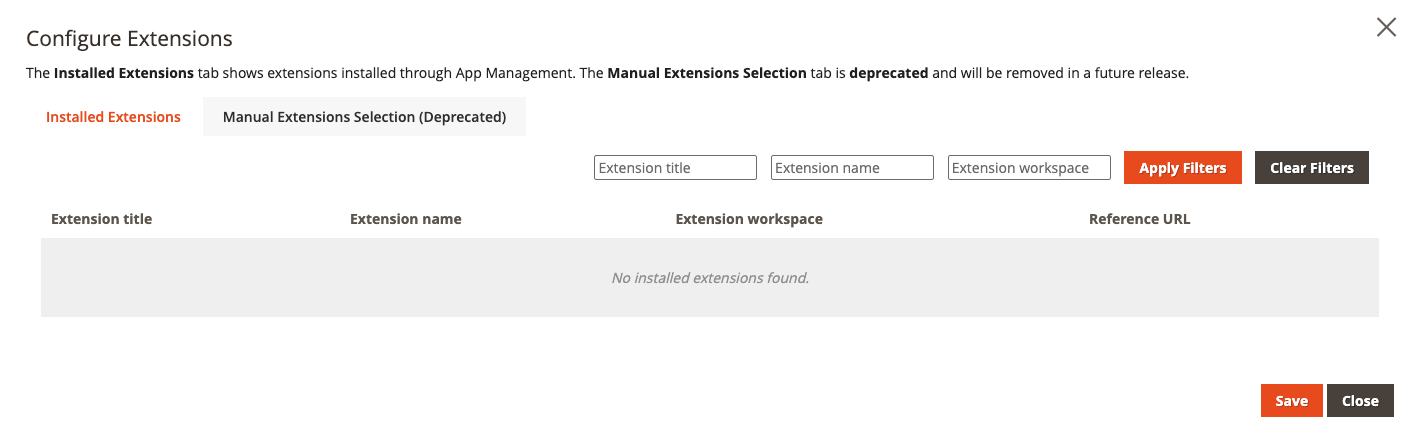 Configure Extensions
The Installed Extensions tab shows extensions installed through App Management. The Manual Extensions Selection tab is deprecated and will be removed in a future release.
Installed Extensions Manual Extensions Selection (Deprecated)
Extension title Extension name Extension workspace Apply Filters Clear Filters
Extension title Extension name Extension workspace Reference URL
No installed extensions found.
Save Close